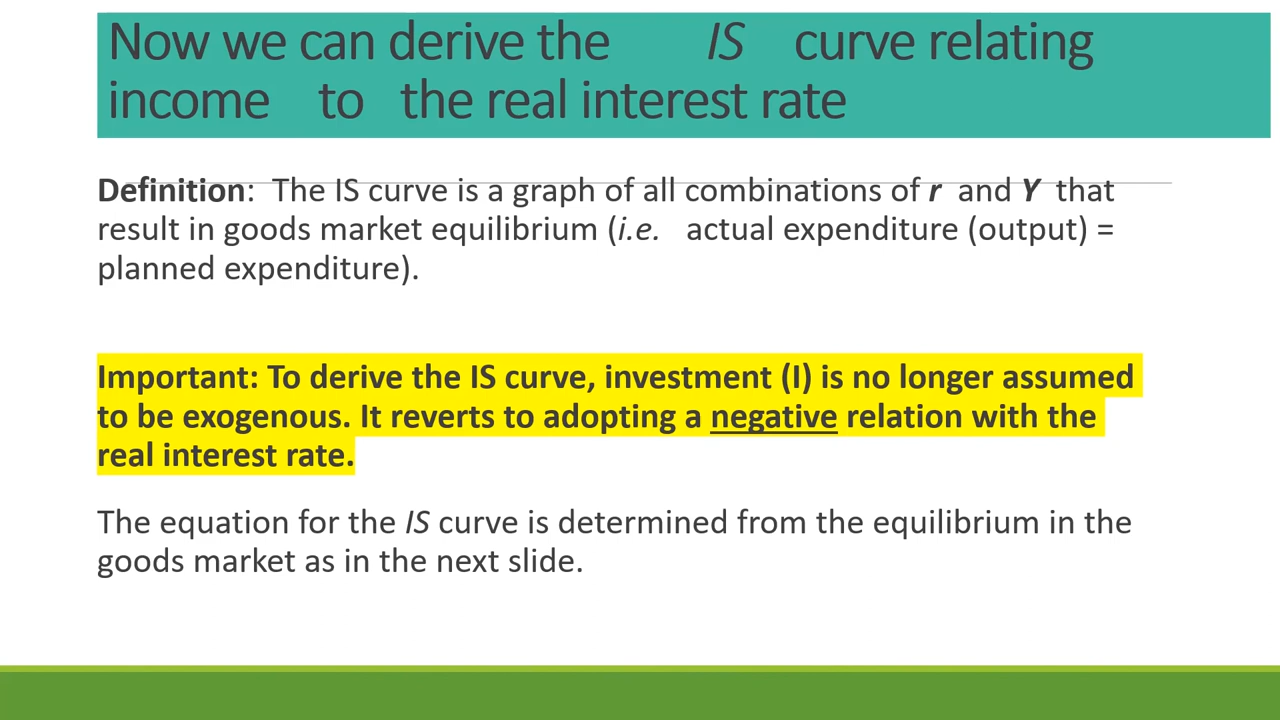 Now we can derive the IS curve relating
income to the real interest rate
Definition: The IS curve is a graph of all combinations of r and Y that
result in goods market equilibrium (i.e. actual expenditure (output) =
planned expenditure).
Important: To derive the IS curve, investment (I) is no longer assumed
to be exogenous. It reverts to adopting a negative relation with the
real interest rate.
The equation for the IS curve is determined from the equilibrium in the
goods market as in the next slide.